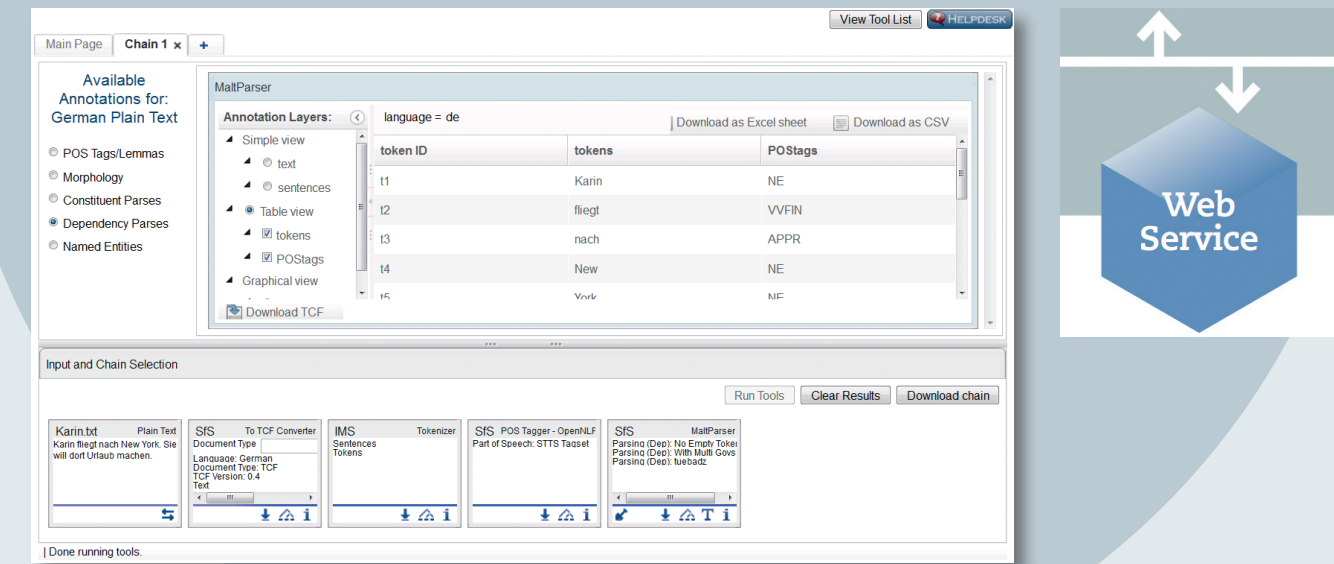 View Tool List
HELPDESK
Main Page
Chain 1 x
+
Available
Annotations for:
German Plain Text
POS Tags/Lemmas
Morphology
Constituent Parses
Dependency Parses
Named Entities
MaltParser
Annotation Layers:
Simple view
text
sentences
Table view
tokens
POStags
Graphical view
Download TCF
language = de
Download as Excel sheet
Download as CSV
token ID tokens POStags
t1 Karin NE
t2 fliegt VVFIN
t3 nach APPR
t4 New NE
t5 York NE
Input and Chain Selection
Run Tools
Clear Results
Download chain
Karin.txt Plain Text
Karin fliegt nach New York. Sie
will dort Urlaub machen.
SfS To TCF Converter
Document Type
Language: German
Document Type: TCF
TCF Version: 0.4
Text
IMS Tokenizer
Sentences
Tokens
SfS POS Tagger - OpenNLP
Part of Speech: STTS Tagset
SfS MaltParser
Parsing (Dep): No Empty Token
Parsing (Dep): With Multi Govs
Parsing (Dep): tuebadz
| Done running tools.
Web
Service